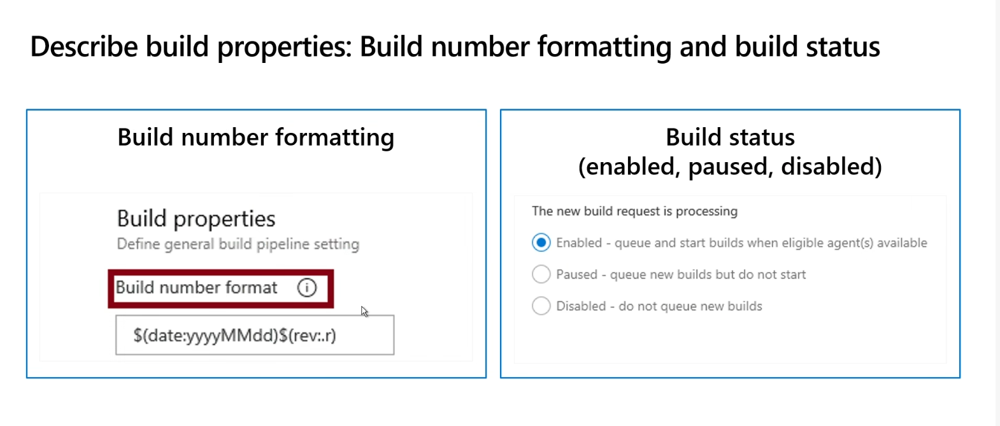 Describe build properties: Build number formatting and build status
Build number formatting
Build properties
Define general build pipeline setting
Build number format
$(date:yyyyMMdd)$(rev:.r)
Build status
(enabled, paused, disabled)
The new build request is processing
Enabled - queue and start builds when eligible agent(s) available
Paused - queue new builds but do not start
Disabled - do not queue new builds